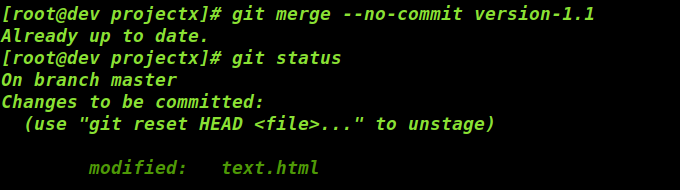 [root@dev projectx]# git merge --no-commit version-1.1
Already up to date.
[root@dev projectx]# git status
On branch master
Changes to be committed:
  (use "git reset HEAD <file>..." to unstage)

        modified:   text.html